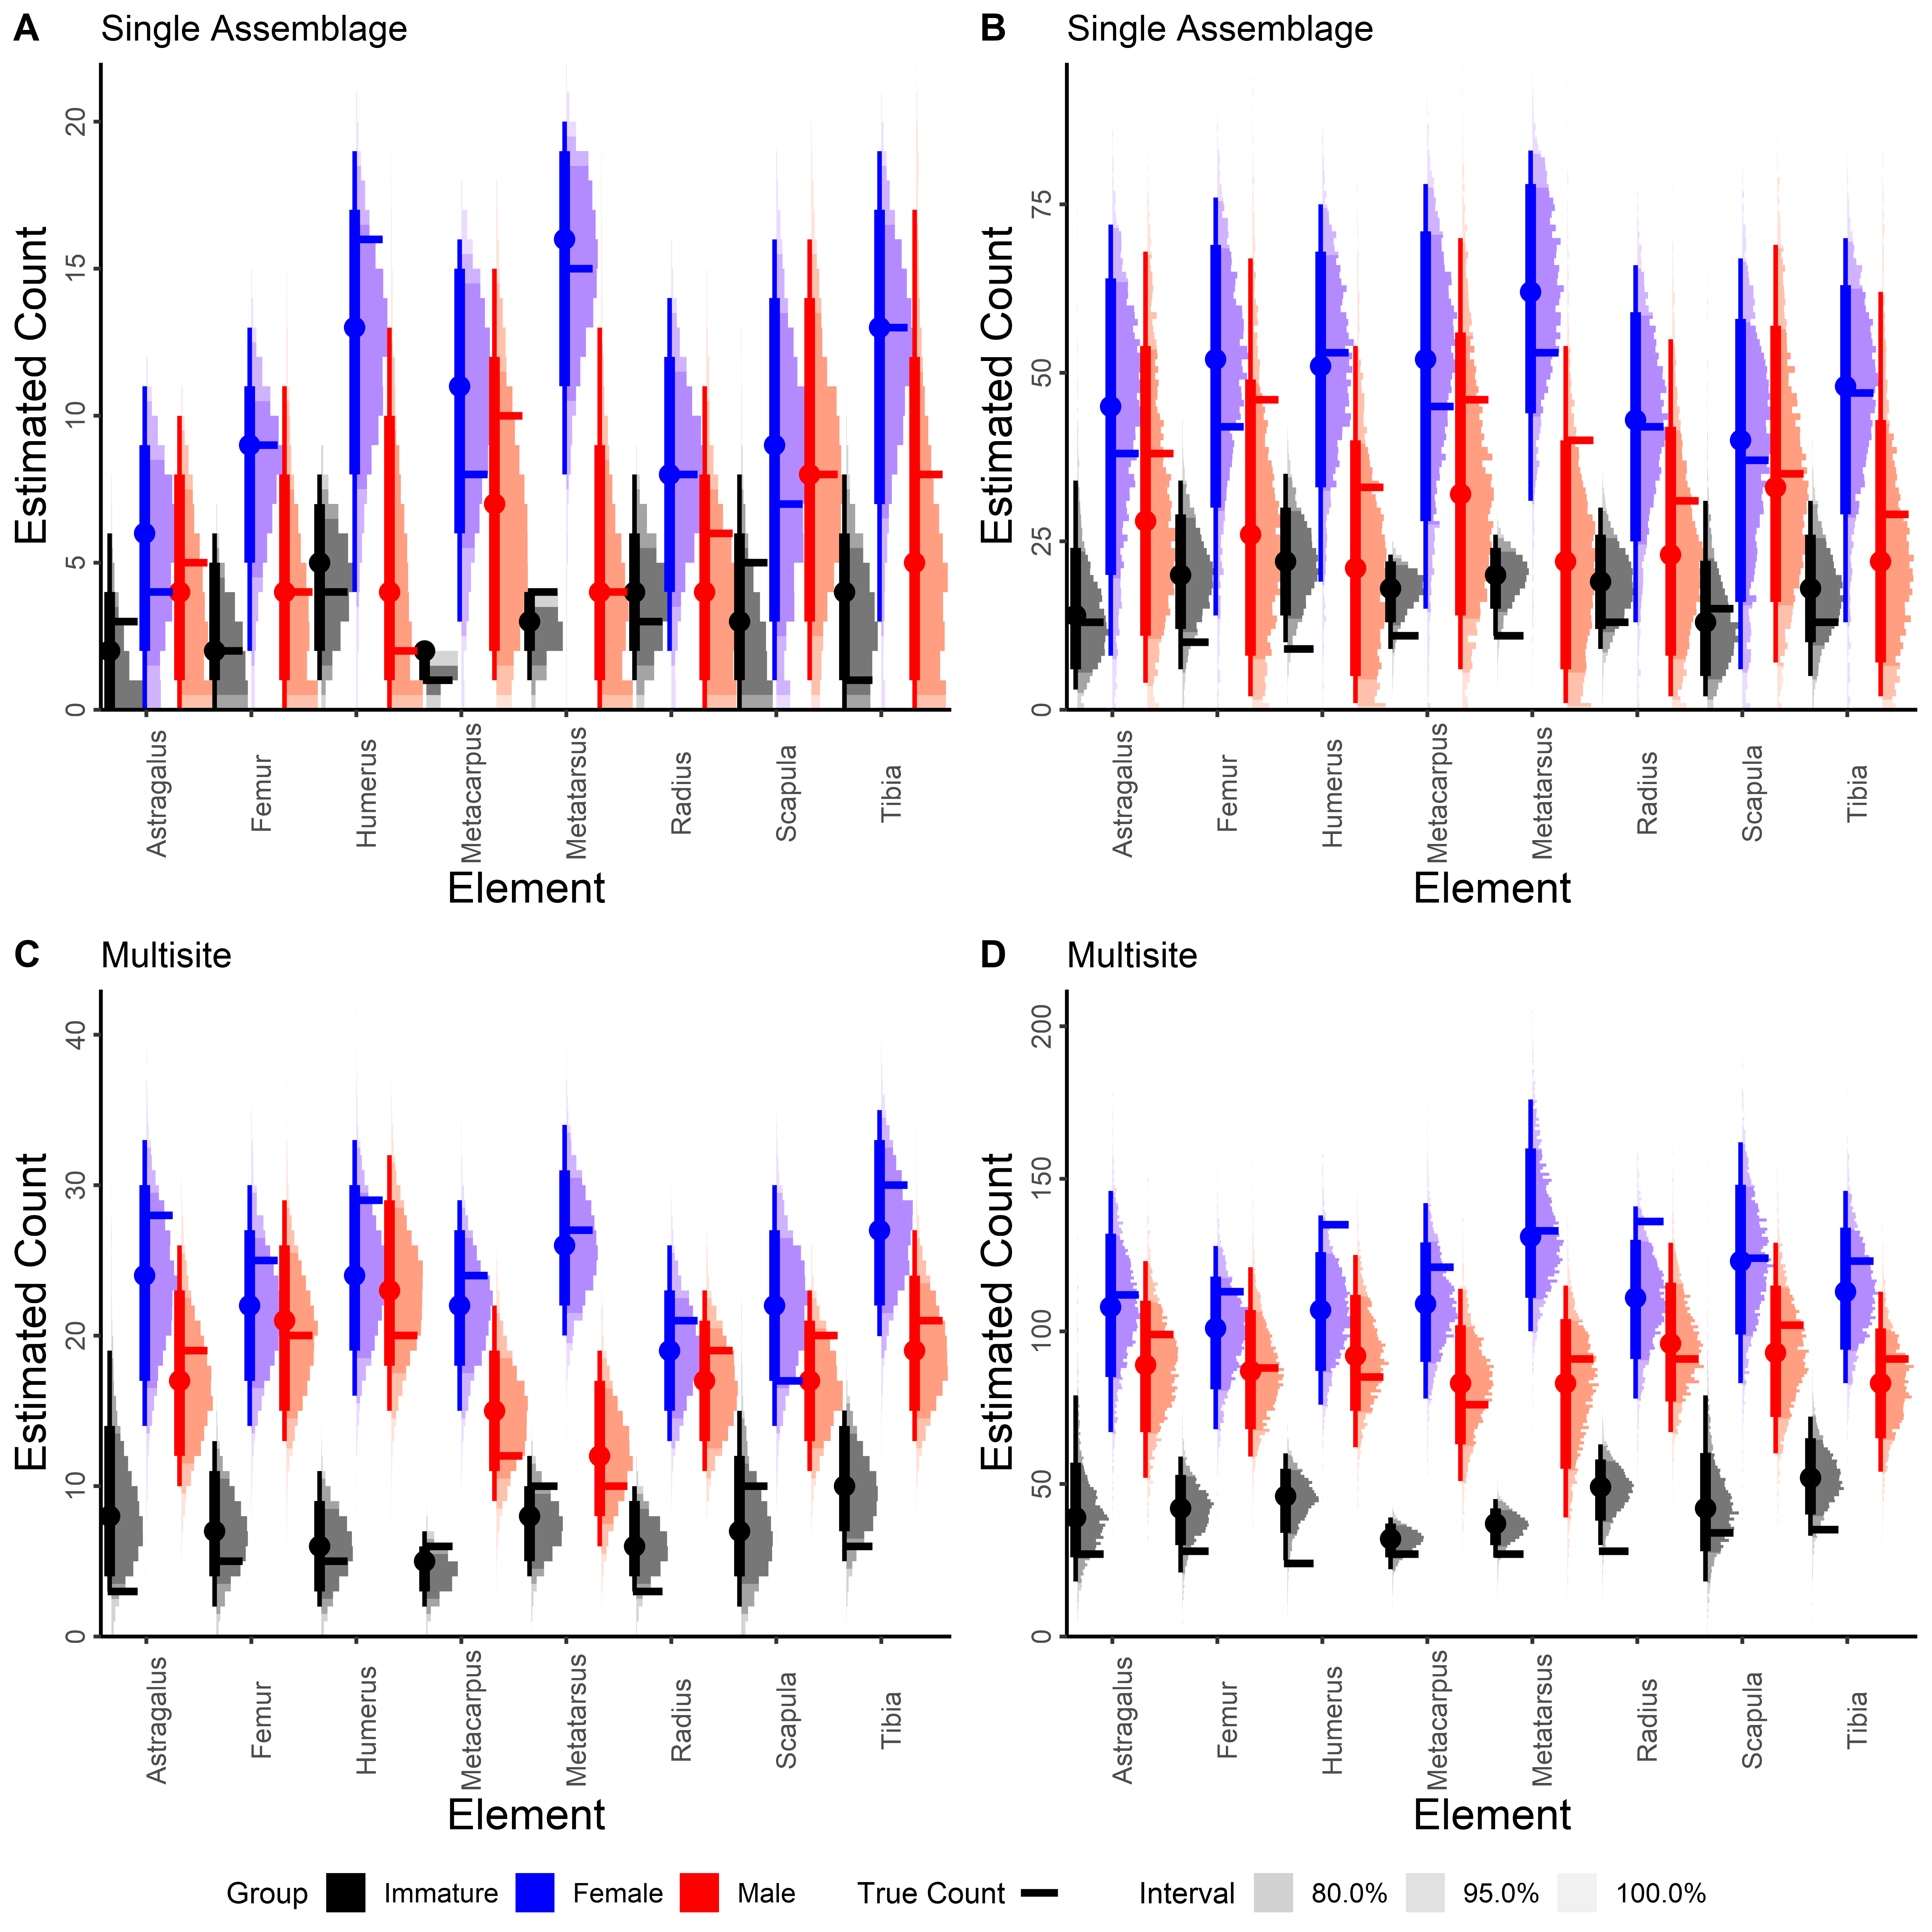 A Single Assemblage
Estimated Count
20
15
10
5
0
Astragalus Femur Humerus Metacarpus Metatarsus Radius Scapula Tibia
Element
B Single Assemblage
Estimated Count
75
50
25
0
Astragalus Femur Humerus Metacarpus Metatarsus Radius Scapula Tibia
Element
C Multisite
Estimated Count
40
30
20
10
0
Astragalus Femur Humerus Metacarpus Metatarsus Radius Scapula Tibia
Element
D Multisite
Estimated Count
200
150
100
50
0
Astragalus Femur Humerus Metacarpus Metatarsus Radius Scapula Tibia
Element
Group Immature Female Male True Count Interval 80.0% 95.0% 100.0%